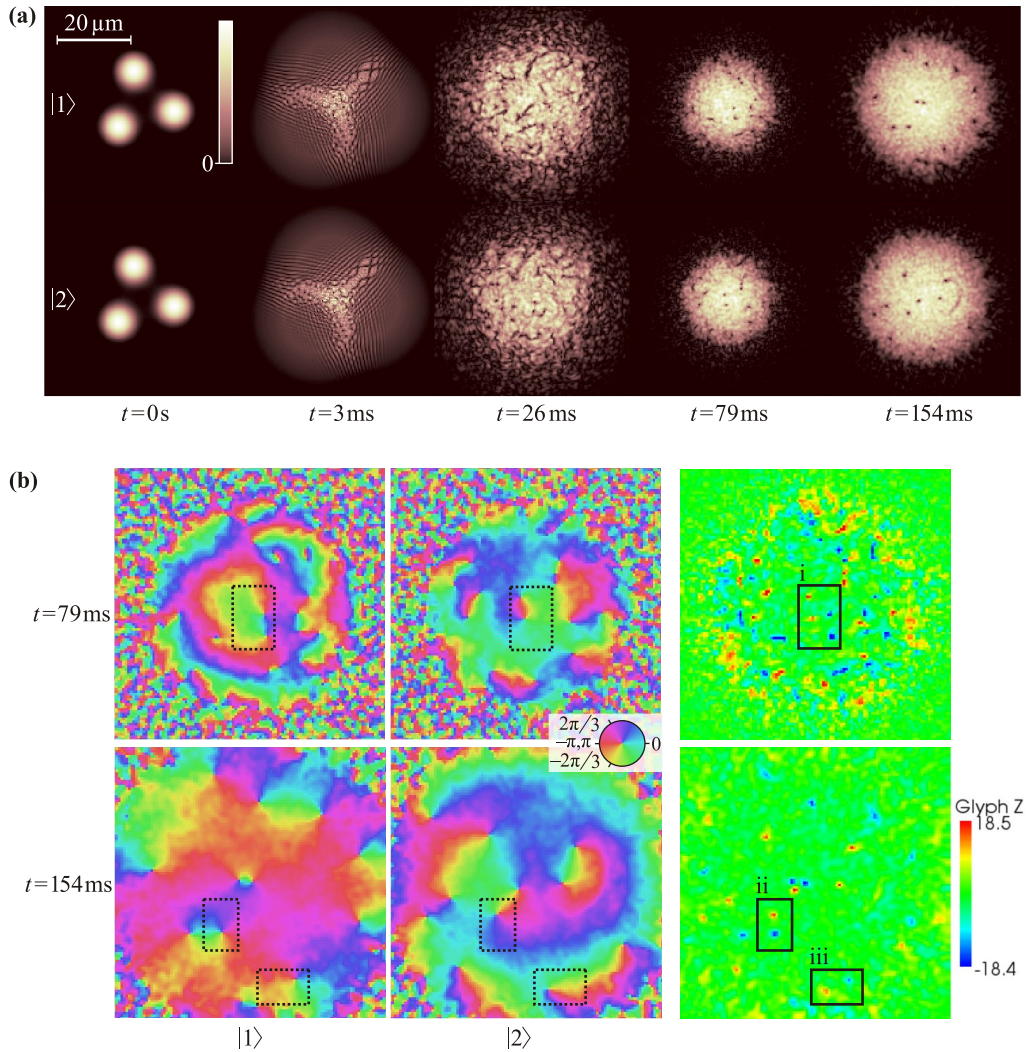 (a)
20 µm
|1⟩
0
|2⟩
t=0s t=3ms t=26ms t=79ms t=154ms
(b)
i
t=79ms
2π/3
−π,π 0
−2π/3
Glyph Z
18.5
ii
t=154ms
iii
-18.4
|1⟩ |2⟩